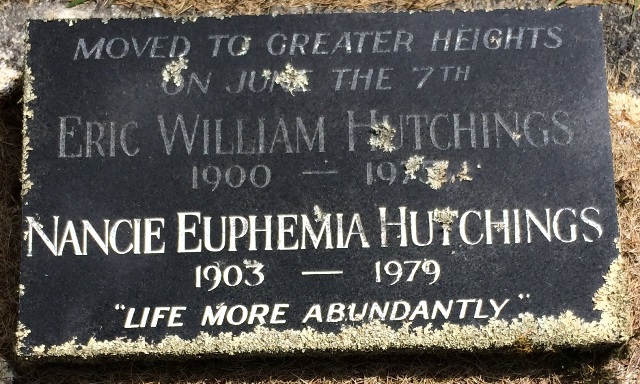 MOVED TO GREATER HEIGHTS
ON JUNE THE 7TH
ERIC WILLIAM HUTCHINGS
1900 —
NANCIE EUPHEMIA HUTCHINGS
1903 — 1979
"LIFE MORE ABUNDANTLY"